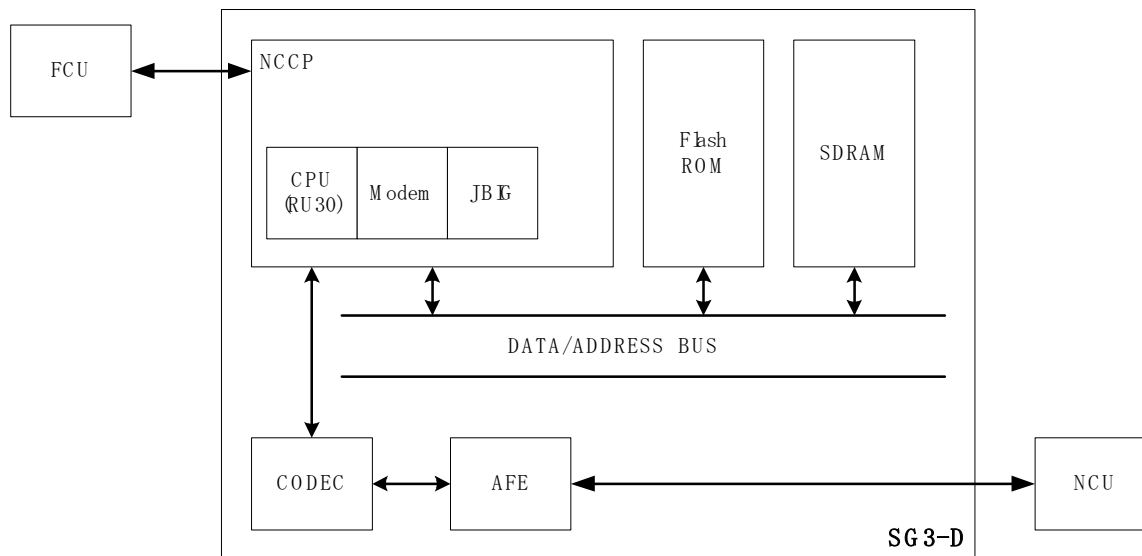 FCU
NCCP
CPU
(RU30)
Modem
JBIG
Flash
ROM
SDRAM
DATA/ADDRESS BUS
CODEC
AFE
NCU
SG3-D